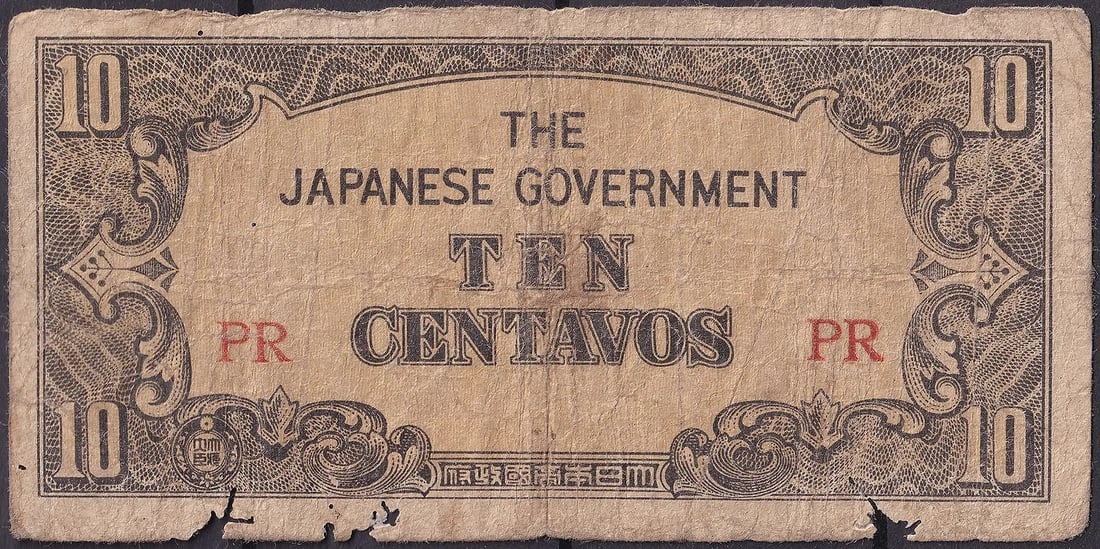 10 10
THE
JAPANESE GOVERNMENT
TEN
CENTAVOS
PR PR
10 10
大日本帝國政府